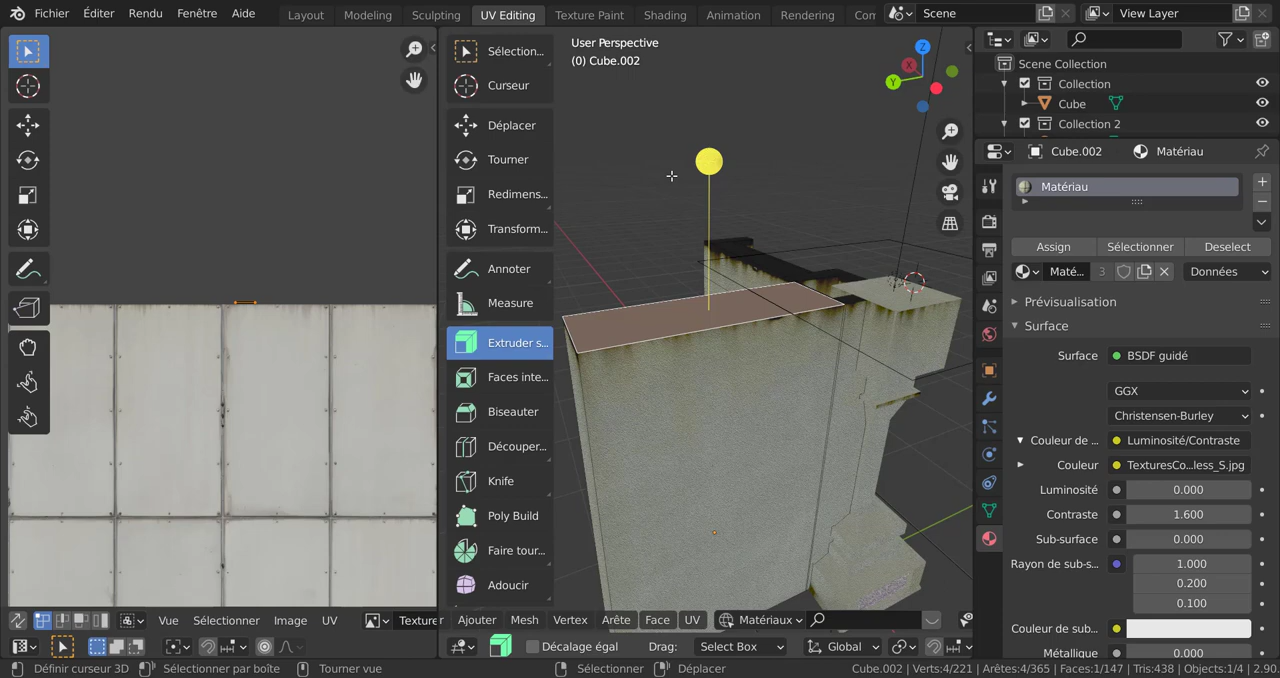 Fichier Éditer Rendu Fenêtre Aide Layout Modeling Sculpting UV Editing Texture Paint Shading Animation Rendering Com Scene View Layer
User Perspective
(0) Cube.002
Z
X
Y
Sélection...
Curseur
Déplacer
Tourner
Redimens...
Transform...
Annoter
Measure
Extruder s...
Faces inte...
Biseauter
Découper...
Knife
Poly Build
Faire tour...
Adoucir
Scene Collection
Collection
Cube
Collection 2
Cube.002 Matériau
Matériau
Assign Sélectionner Deselect
Maté... 3 Données
Prévisualisation
Surface
Surface BSDF guidé
GGX
Christensen-Burley
Couleur de ... Luminosité/Contraste
Couleur TexturesCo...less_S.jpg
Luminosité 0.000
Contraste 1.600
Sub-surface 0.000
Rayon de sub-s... 1.000
0.200
0.100
Couleur de sub...
Métallique 0.000
Vue Sélectionner Image UV Texturer Ajouter Mesh Vertex Arête Face UV Matériaux
Décalage égal Drag: Select Box Global
Définir curseur 3D Sélectionner par boîte Tourner vue Sélectionner Déplacer Cube.002 | Verts:4/221 | Arêtes:4/365 | Faces:1/147 | Tris:438 | Objects:1/4 | 2.90.